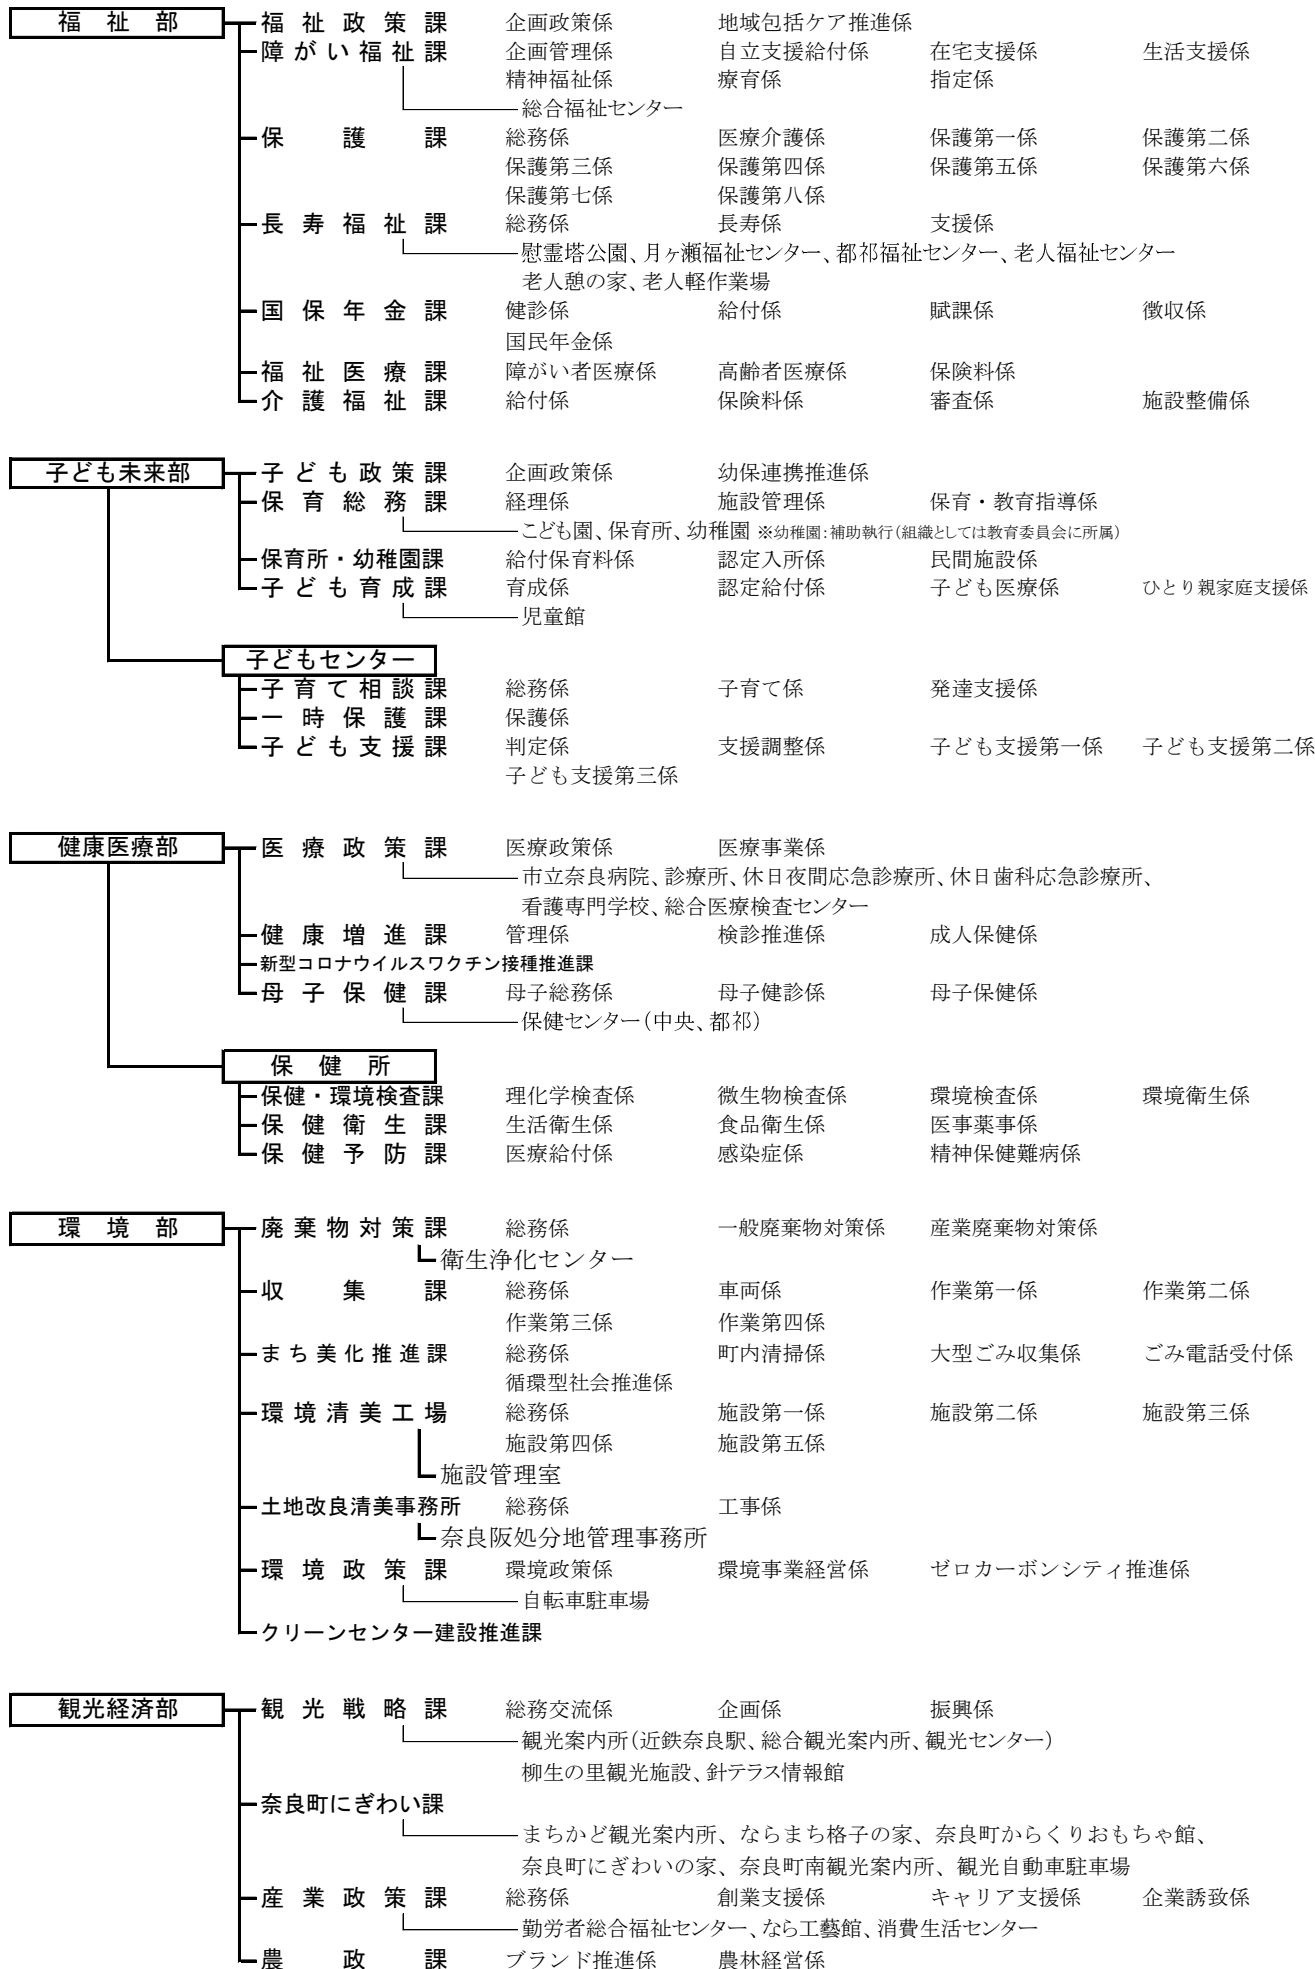 福祉部 福祉政策課 企画政策係 地域包括ケア推進係
障がい福祉課 企画管理係 自立支援給付係 在宅支援係 生活支援係
精神福祉係 療育係 指定係
総合福祉センター
保護課 総務係 医療介護係 保護第一係 保護第二係
保護第三係 保護第四係 保護第五係 保護第六係
保護第七係 保護第八係
長寿福祉課 総務係 長寿係 支援係
慰霊塔公園、月ヶ瀬福祉センター、都祁福祉センター、老人福祉センター
老人憩の家、老人軽作業場
国保年金課 健診係 給付係 賦課係 徴収係
国民年金係
福祉医療課 障がい者医療係 高齢者医療係 保険料係
介護福祉課 給付係 保険料係 審査係 施設整備係
子ども未来部 子ども政策課 企画政策係 幼保連携推進係
保育総務課 経理係 施設管理係 保育・教育指導係
こども園、保育所、幼稚園 ※幼稚園：補助執行（組織としては教育委員会に所属）
保育所・幼稚園課 給付保育料係 認定入所係 民間施設係
子ども育成課 育成係 認定給付係 子ども医療係 ひとり親家庭支援係
児童館
子どもセンター
子育て相談課 総務係 子育て係 発達支援係
一時保護課 保護係
子ども支援課 判定係 支援調整係 子ども支援第一係 子ども支援第二係
子ども支援第三係
健康医療部 医療政策課 医療政策係 医療事業係
市立奈良病院、診療所、休日夜間応急診療所、休日歯科応急診療所、
看護専門学校、総合医療検査センター
健康増進課 管理係 検診推進係 成人保健係
新型コロナウイルスワクチン接種推進課
母子保健課 母子総務係 母子健診係 母子保健係
保健センター（中央、都祁）
保健所
保健・環境検査課 理化学検査係 微生物検査係 環境検査係 環境衛生係
保健衛生課 生活衛生係 食品衛生係 医事薬事係
保健予防課 医療給付係 感染症係 精神保健難病係
環境部 廃棄物対策課 総務係 一般廃棄物対策係 産業廃棄物対策係
衛生浄化センター
収集課 総務係 車両係 作業第一係 作業第二係
作業第三係 作業第四係
まち美化推進課 総務係 町内清掃係 大型ごみ収集係 ごみ電話受付係
循環型社会推進係
環境清美工場 総務係 施設第一係 施設第二係 施設第三係
施設第四係 施設第五係
施設管理室
土地改良清美事務所 総務係 工事係
奈良阪処分地管理事務所
環境政策課 環境政策係 環境事業経営係 ゼロカーボンシティ推進係
自転車駐車場
クリーンセンター建設推進課
観光経済部 観光戦略課 総務交流係 企画係 振興係
観光案内所（近鉄奈良駅、総合観光案内所、観光センター）
柳生の里観光施設、針テラス情報館
奈良町にぎわい課
まちかど観光案内所、ならまち格子の家、奈良町からくりおもちゃ館、
奈良町にぎわいの家、奈良町南観光案内所、観光自動車駐車場
産業政策課 総務係 創業支援係 キャリア支援係 企業誘致係
勤労者総合福祉センター、なら工藝館、消費生活センター
農政課 ブランド推進係 農林経営係